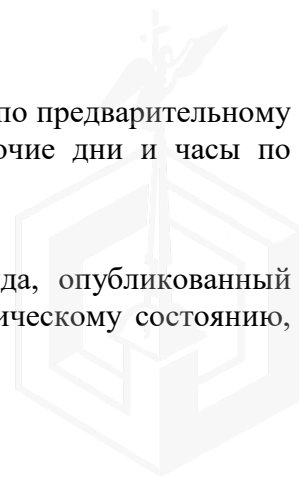 по предварительному
очие дни и часы по
да, опубликованный
ическому состоянию,